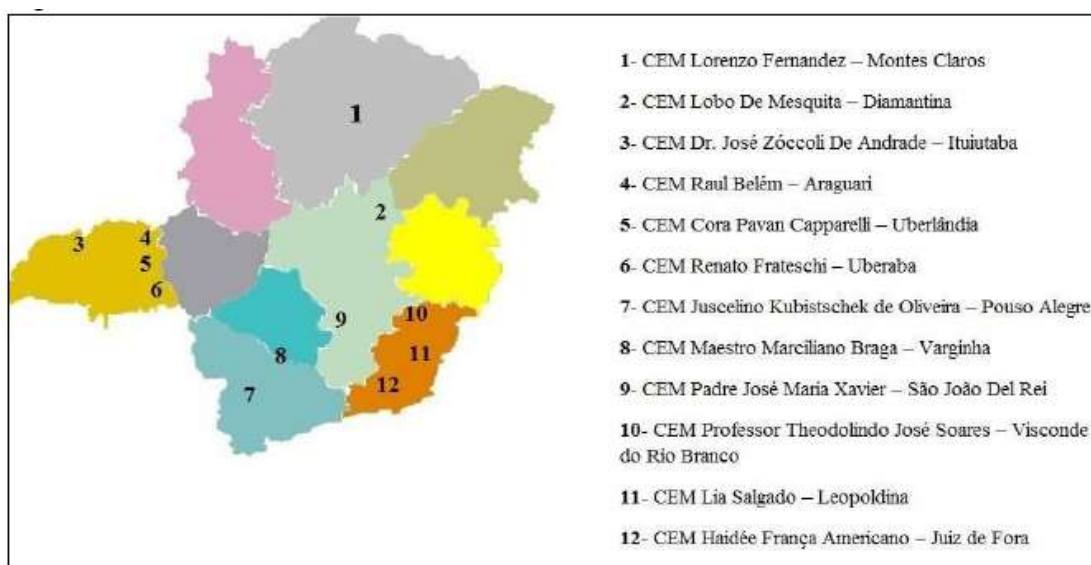 1
2
3
4
5
6
7
8
9
10
11
12
1- CEM Lorenzo Fernandez – Montes Claros
2- CEM Lobo De Mesquita – Diamantina
3- CEM Dr. José Zóccoli De Andrade – Ituiutaba
4- CEM Raul Belém – Araguari
5- CEM Cora Pavan Capparelli – Uberlândia
6- CEM Renato Frateschi – Uberaba
7- CEM Juscelino Kubistschek de Oliveira – Pouso Alegre
8- CEM Maestro Marciliano Braga – Varginha
9- CEM Padre José Maria Xavier – São João Del Rei
10- CEM Professor Theodolindo José Soares – Visconde
do Rio Branco
11- CEM Lia Salgado – Leopoldina
12- CEM Haidée França Americano – Juiz de Fora